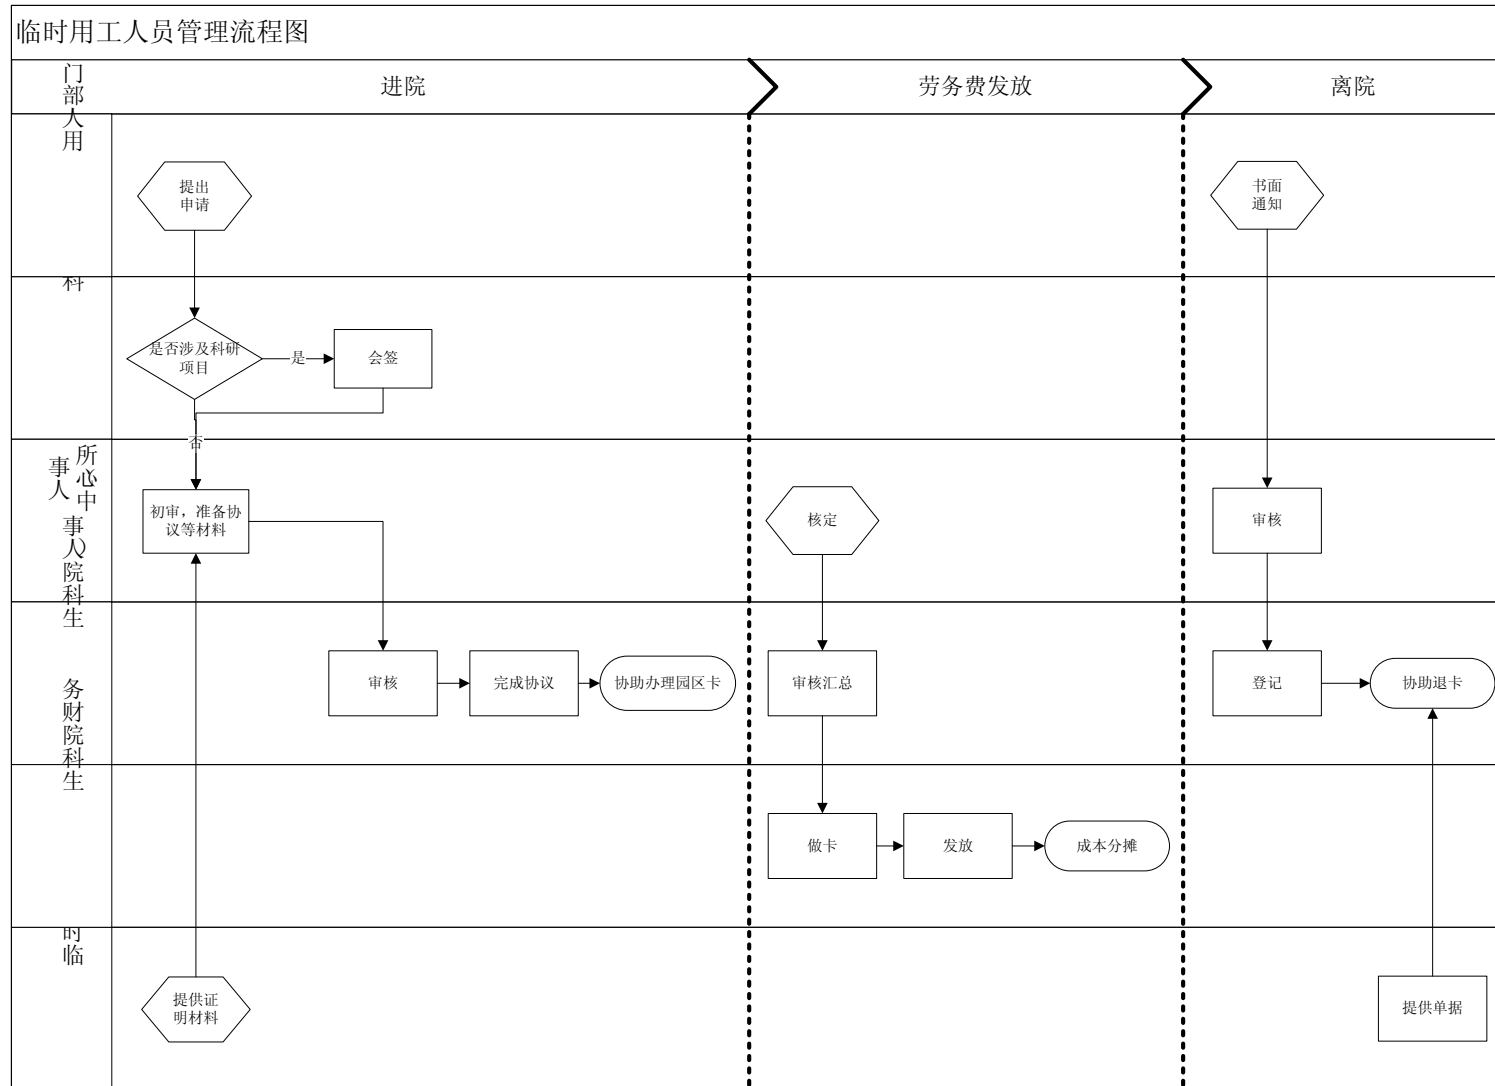 临时用工人员管理流程图
进院
劳务费发放
离院
门
部
人
用
提出
申请
书面
通知
科
是否涉及科研
项目
是
会签
否
所
心
中
事
人
事
人
院
科
生
初审，准备协
议等材料
核定
审核
审核
完成协议
协助办理园区卡
审核汇总
登记
协助退卡
务
财
院
科
生
做卡
发放
成本分摊
时
临
提供证
明材料
提供单据